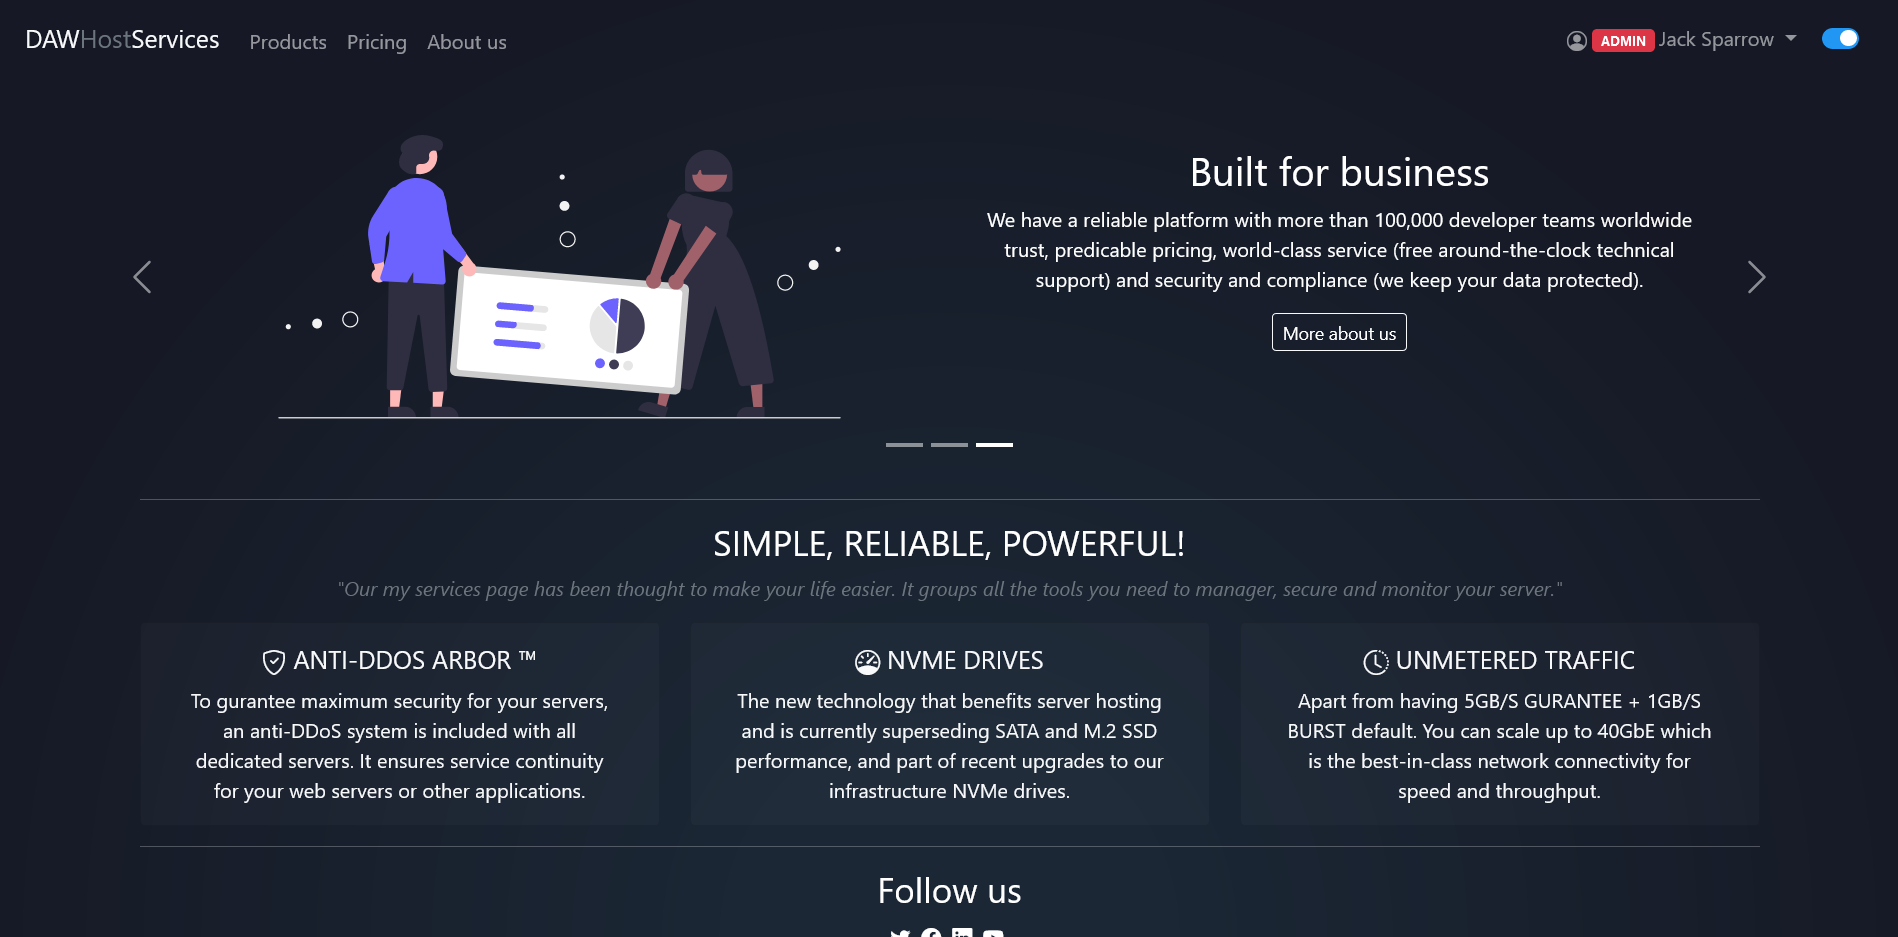 DAWHostServices Products Pricing About us ADMIN Jack Sparrow
Built for business
We have a reliable platform with more than 100,000 developer teams worldwide
trust, predicable pricing, world-class service (free around-the-clock technical
support) and security and compliance (we keep your data protected).
More about us
SIMPLE, RELIABLE, POWERFUL!
"Our my services page has been thought to make your life easier. It groups all the tools you need to manager, secure and monitor your server."
ANTI-DDOS ARBOR ™
To gurantee maximum security for your servers,
an anti-DDoS system is included with all
dedicated servers. It ensures service continuity
for your web servers or other applications.
NVME DRIVES
The new technology that benefits server hosting
and is currently superseding SATA and M.2 SSD
performance, and part of recent upgrades to our
infrastructure NVMe drives.
UNMETERED TRAFFIC
Apart from having 5GB/S GURANTEE + 1GB/S
BURST default. You can scale up to 40GbE which
is the best-in-class network connectivity for
speed and throughput.
Follow us